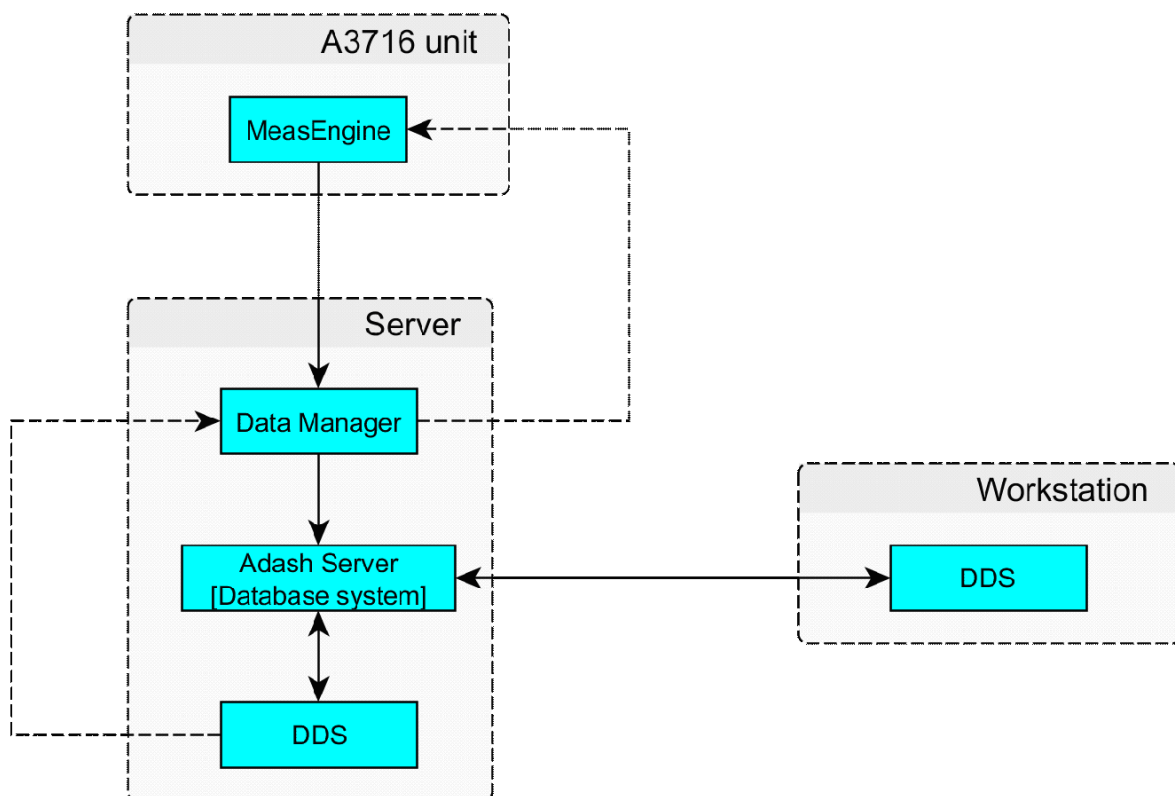 A3716 unit
MeasEngine
Server
Data Manager
Adash Server
[Database system]
DDS
Workstation
DDS